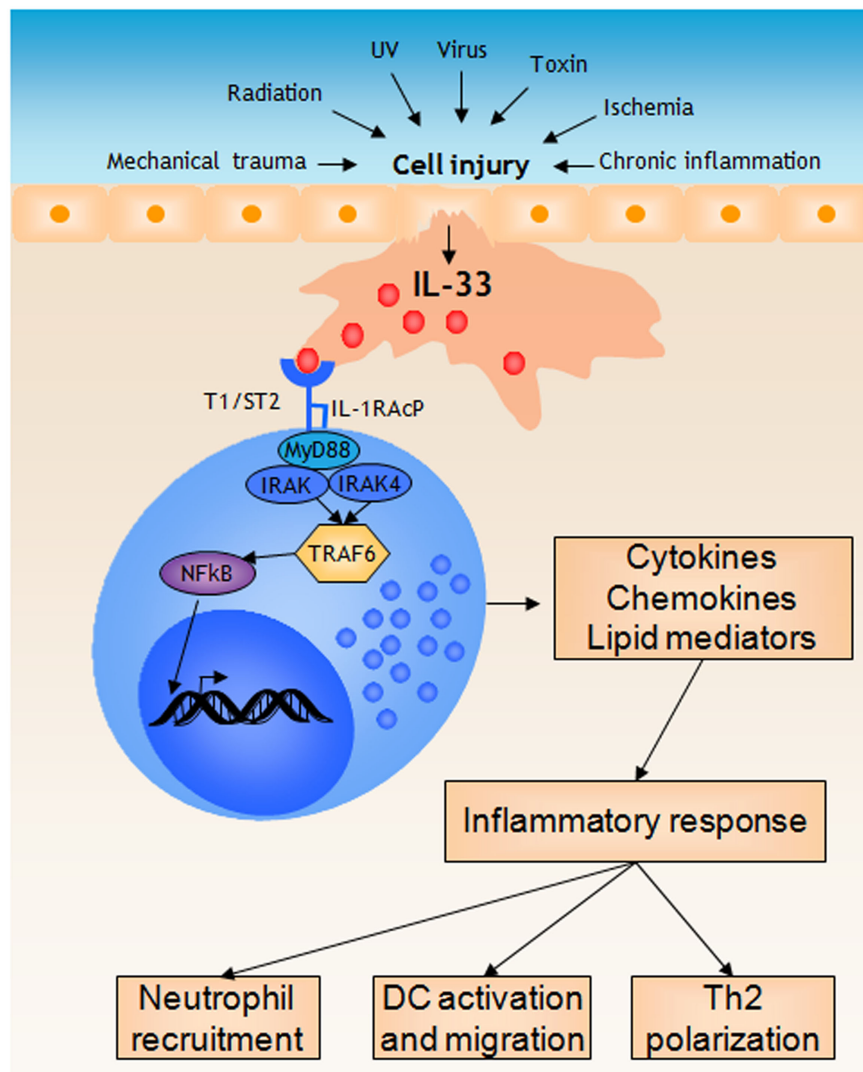 UV
Virus
Toxin
Radiation
Ischemia
Mechanical trauma
Cell injury
Chronic inflammation
IL-33
T1/ST2
IL-1RAcP
MyD88
IRAK
IRAK4
TRAF6
NFkB
Cytokines
Chemokines
Lipid mediators
Inflammatory response
Neutrophil
recruitment
DC activation
and migration
Th2
polarization